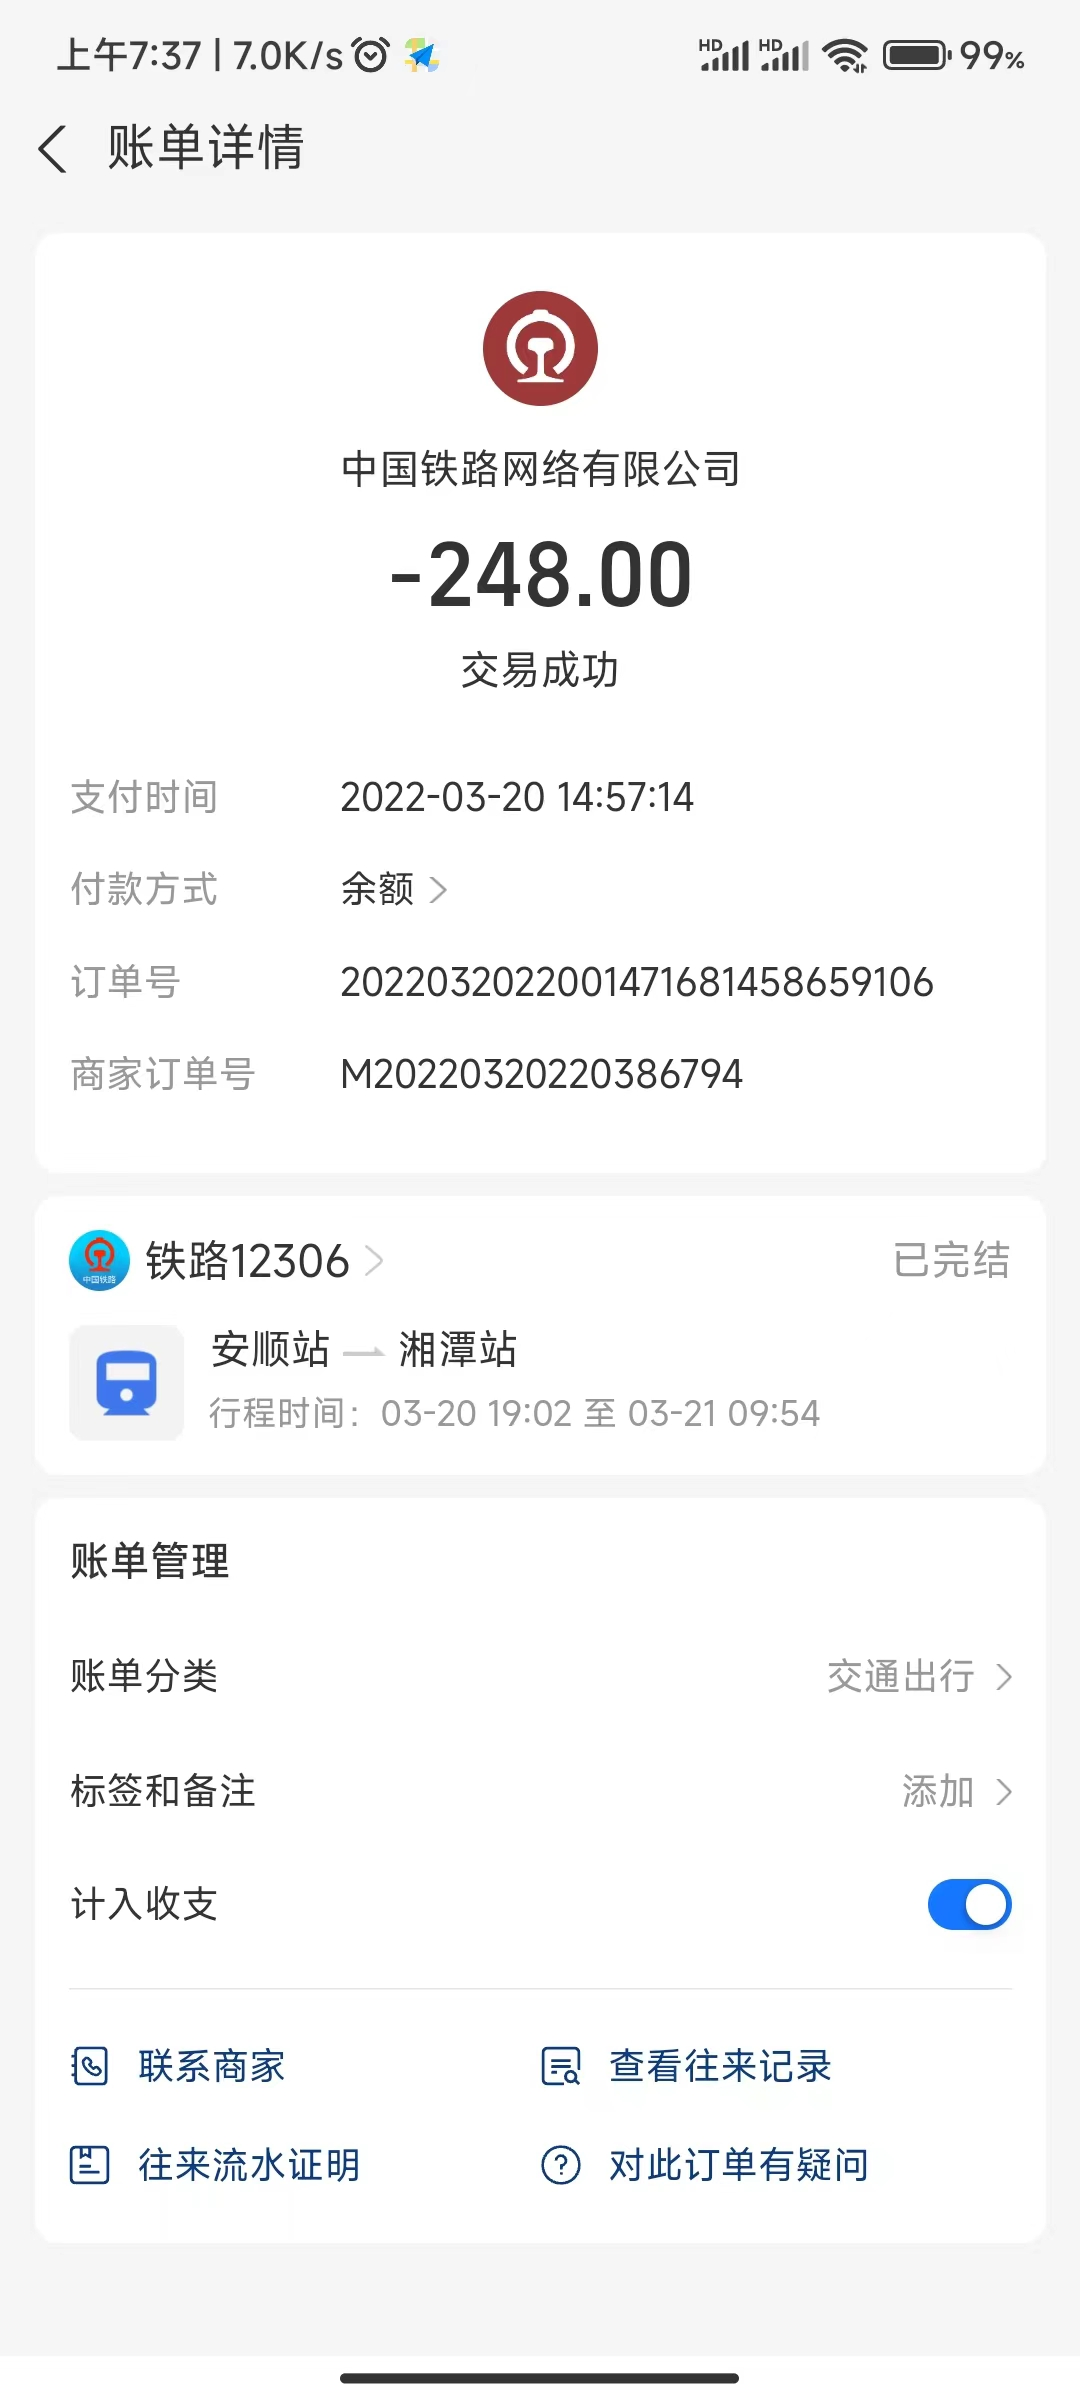 上午7:37 | 7.0K/s
HD HD 99%
账单详情
中国铁路网络有限公司
-248.00
交易成功
支付时间 2022-03-20 14:57:14
付款方式 余额
订单号 2022032022001471681458659106
商家订单号 M20220320220386794
铁路12306 已完结
中国铁路
安顺站 湘潭站
行程时间：03-20 19:02 至 03-21 09:54
账单管理
账单分类 交通出行
标签和备注 添加
计入收支
联系商家 查看往来记录
往来流水证明 对此订单有疑问